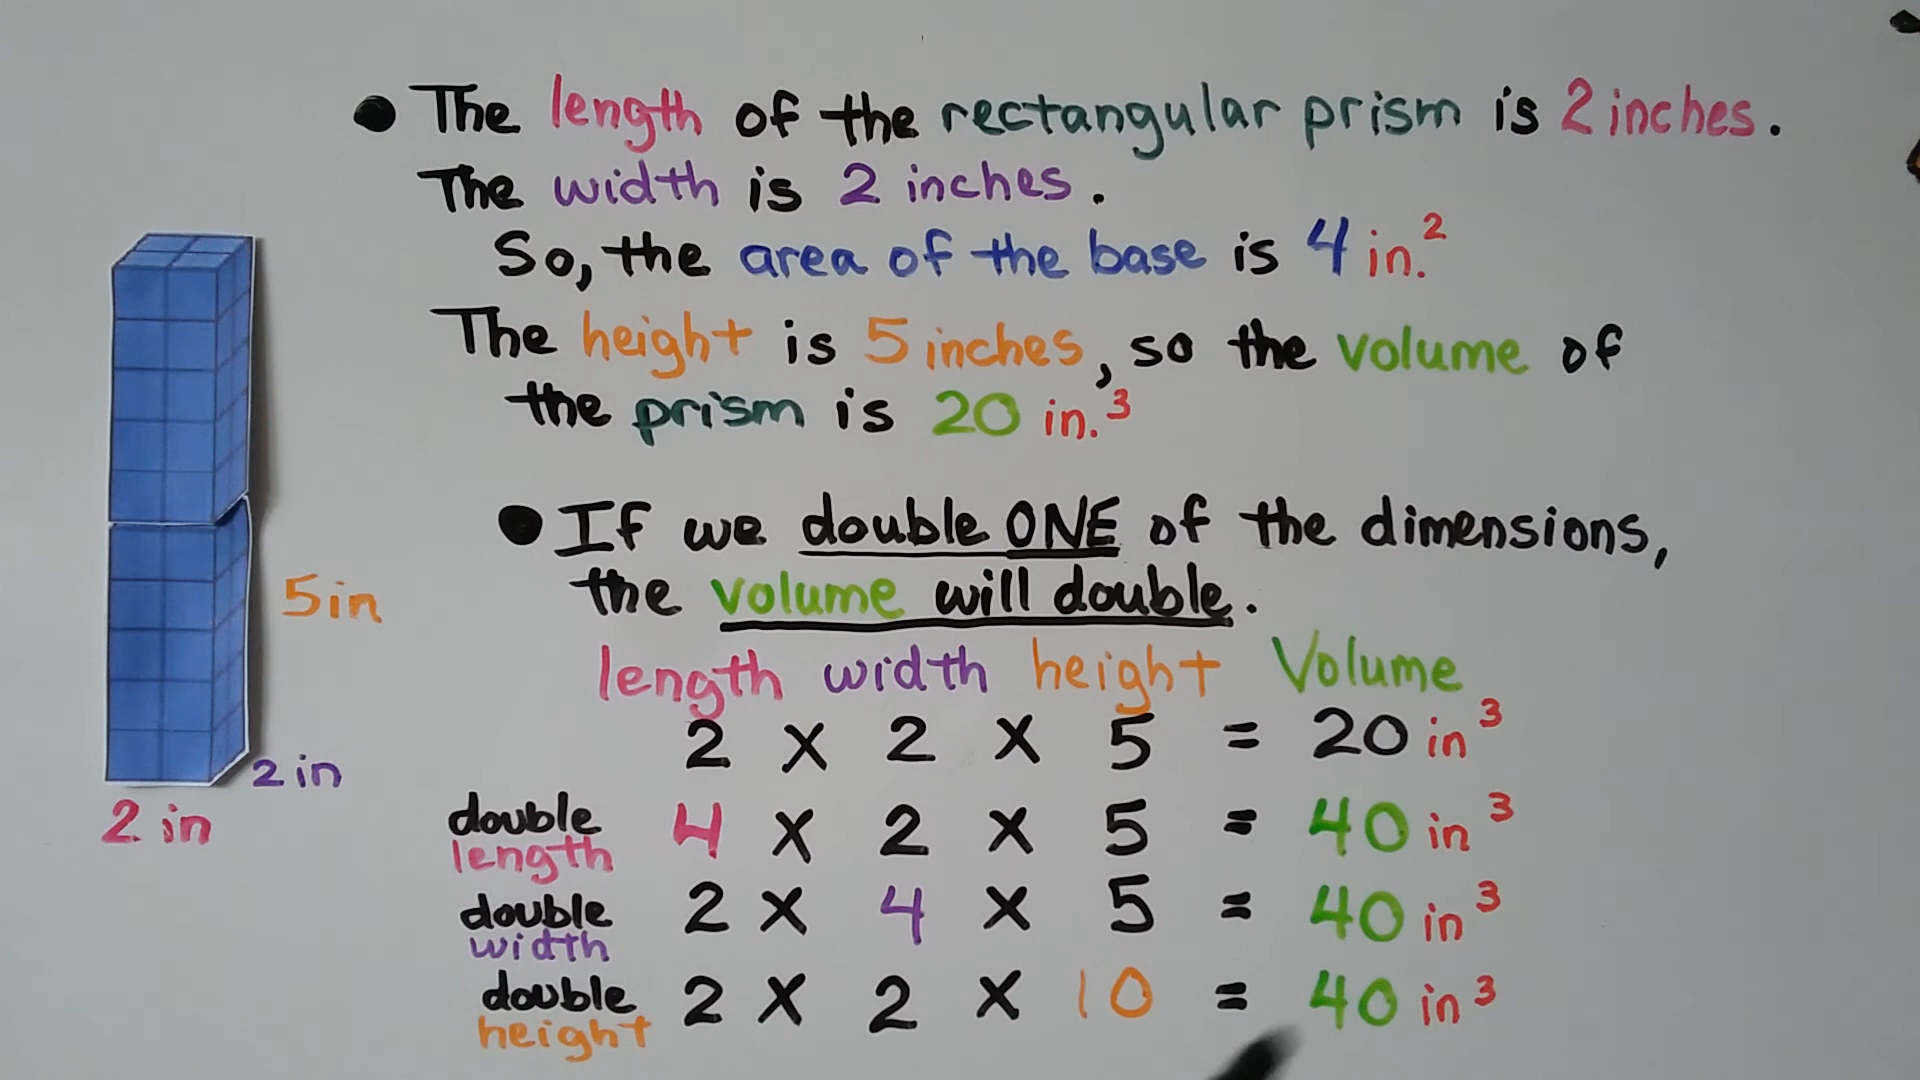 ● The length of the rectangular prism is 2 inches.
The width is 2 inches.
So, the area of the base is 4 in.²
The height is 5 inches, so the volume of
the prism is 20 in.³
● If we double ONE of the dimensions,
the volume will double.
length width height Volume
2 x 2 x 5 = 20 in³
double length 4 x 2 x 5 = 40 in³
double width 2 x 4 x 5 = 40 in³
double height 2 x 2 x 10 = 40 in³
5in
2in
2 in